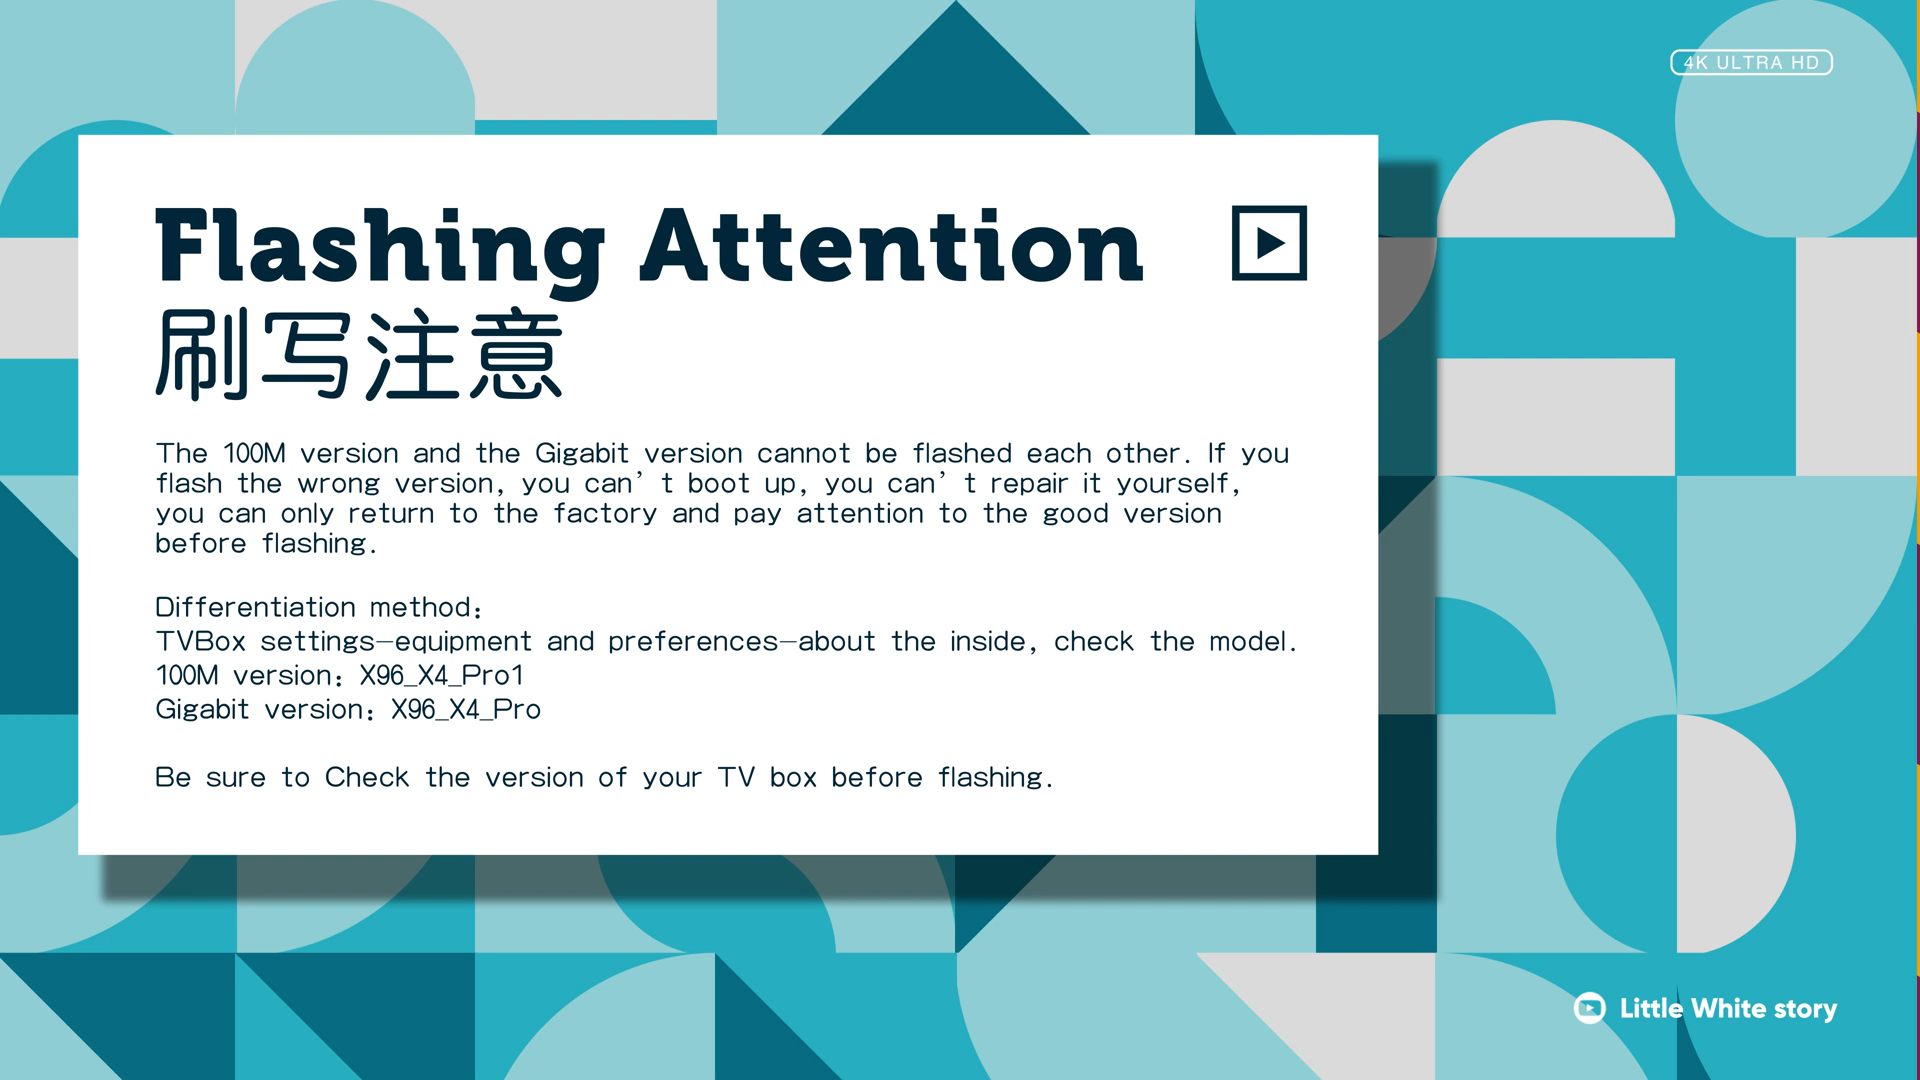 4K ULTRA HD
Flashing Attention
刷写注意
The 100M version and the Gigabit version cannot be flashed each other. If you
flash the wrong version, you can’t boot up, you can’t repair it yourself,
you can only return to the factory and pay attention to the good version
before flashing.
Differentiation method：
TVBox settings—equipment and preferences—about the inside, check the model.
100M version：X96_X4_Pro1
Gigabit version：X96_X4_Pro
Be sure to Check the version of your TV box before flashing.
Little White story